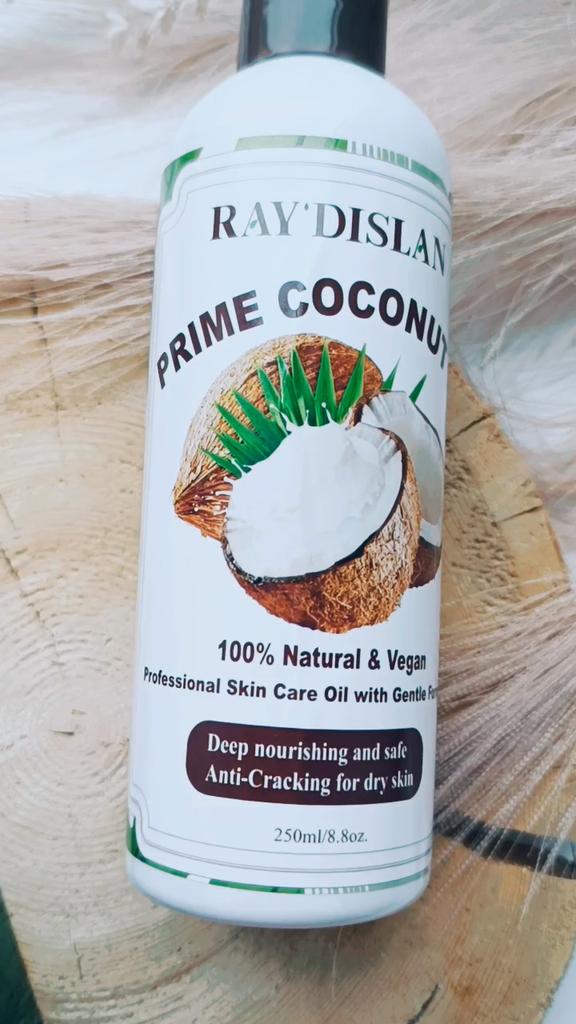 RAY'DISLAN
PRIME COCONUT
100% Natural & Vegan
Professional Skin Care Oil with Gentle
Deep nourishing and safe
Anti-Cracking for dry skin
250ml/8.8oz.